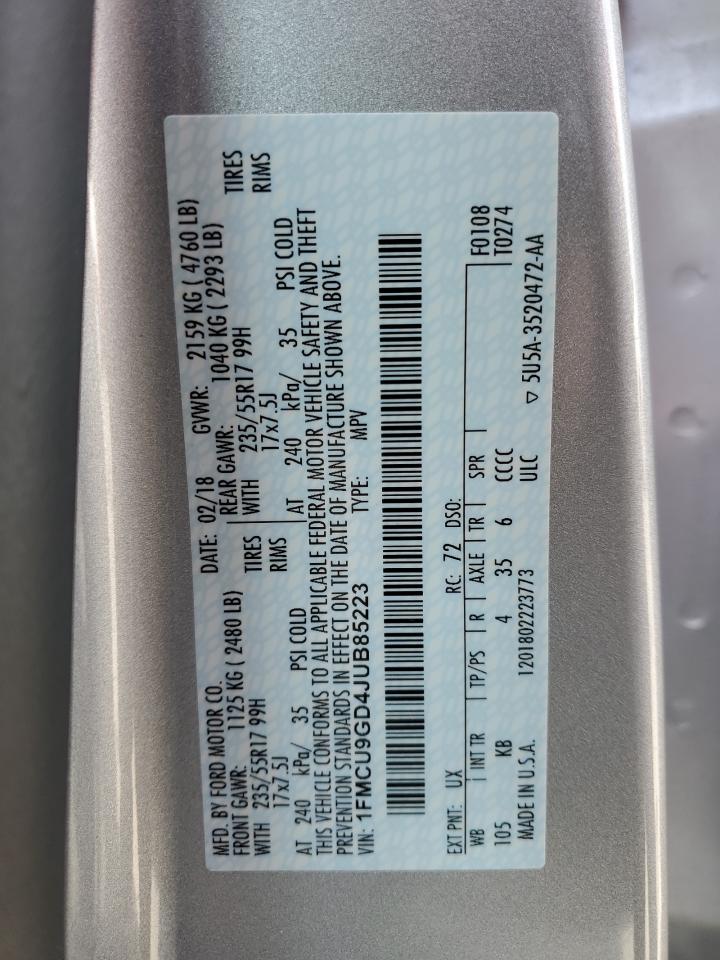 MFD. BY FORD MOTOR CO. DATE: 02/18 GVWR: 2159 KG ( 4760 LB)
FRONT GAWR: 1125 KG ( 2480 LB) REAR GAWR: 1040 KG ( 2293 LB)
WITH 235/55R17 99H TIRES WITH 235/55R17 99H TIRES
17x7.5J RIMS 17x7.5J RIMS
AT 240 kPa/ 35 PSI COLD AT 240 kPa/ 35 PSI COLD
THIS VEHICLE CONFORMS TO ALL APPLICABLE FEDERAL MOTOR VEHICLE SAFETY AND THEFT
PREVENTION STANDARDS IN EFFECT ON THE DATE OF MANUFACTURE SHOWN ABOVE.
VIN: 1FMCU9GD4JUB85223 TYPE: MPV
EXT PNT: UX RC: 72 DSO: F0108
WB INT TR TP/PS R AXLE TR SPR T0274
105 KB 4 35 6 CCCC
MADE IN U.S.A. 1201802223773 ULC ▽ 5U5A-3520472-AA